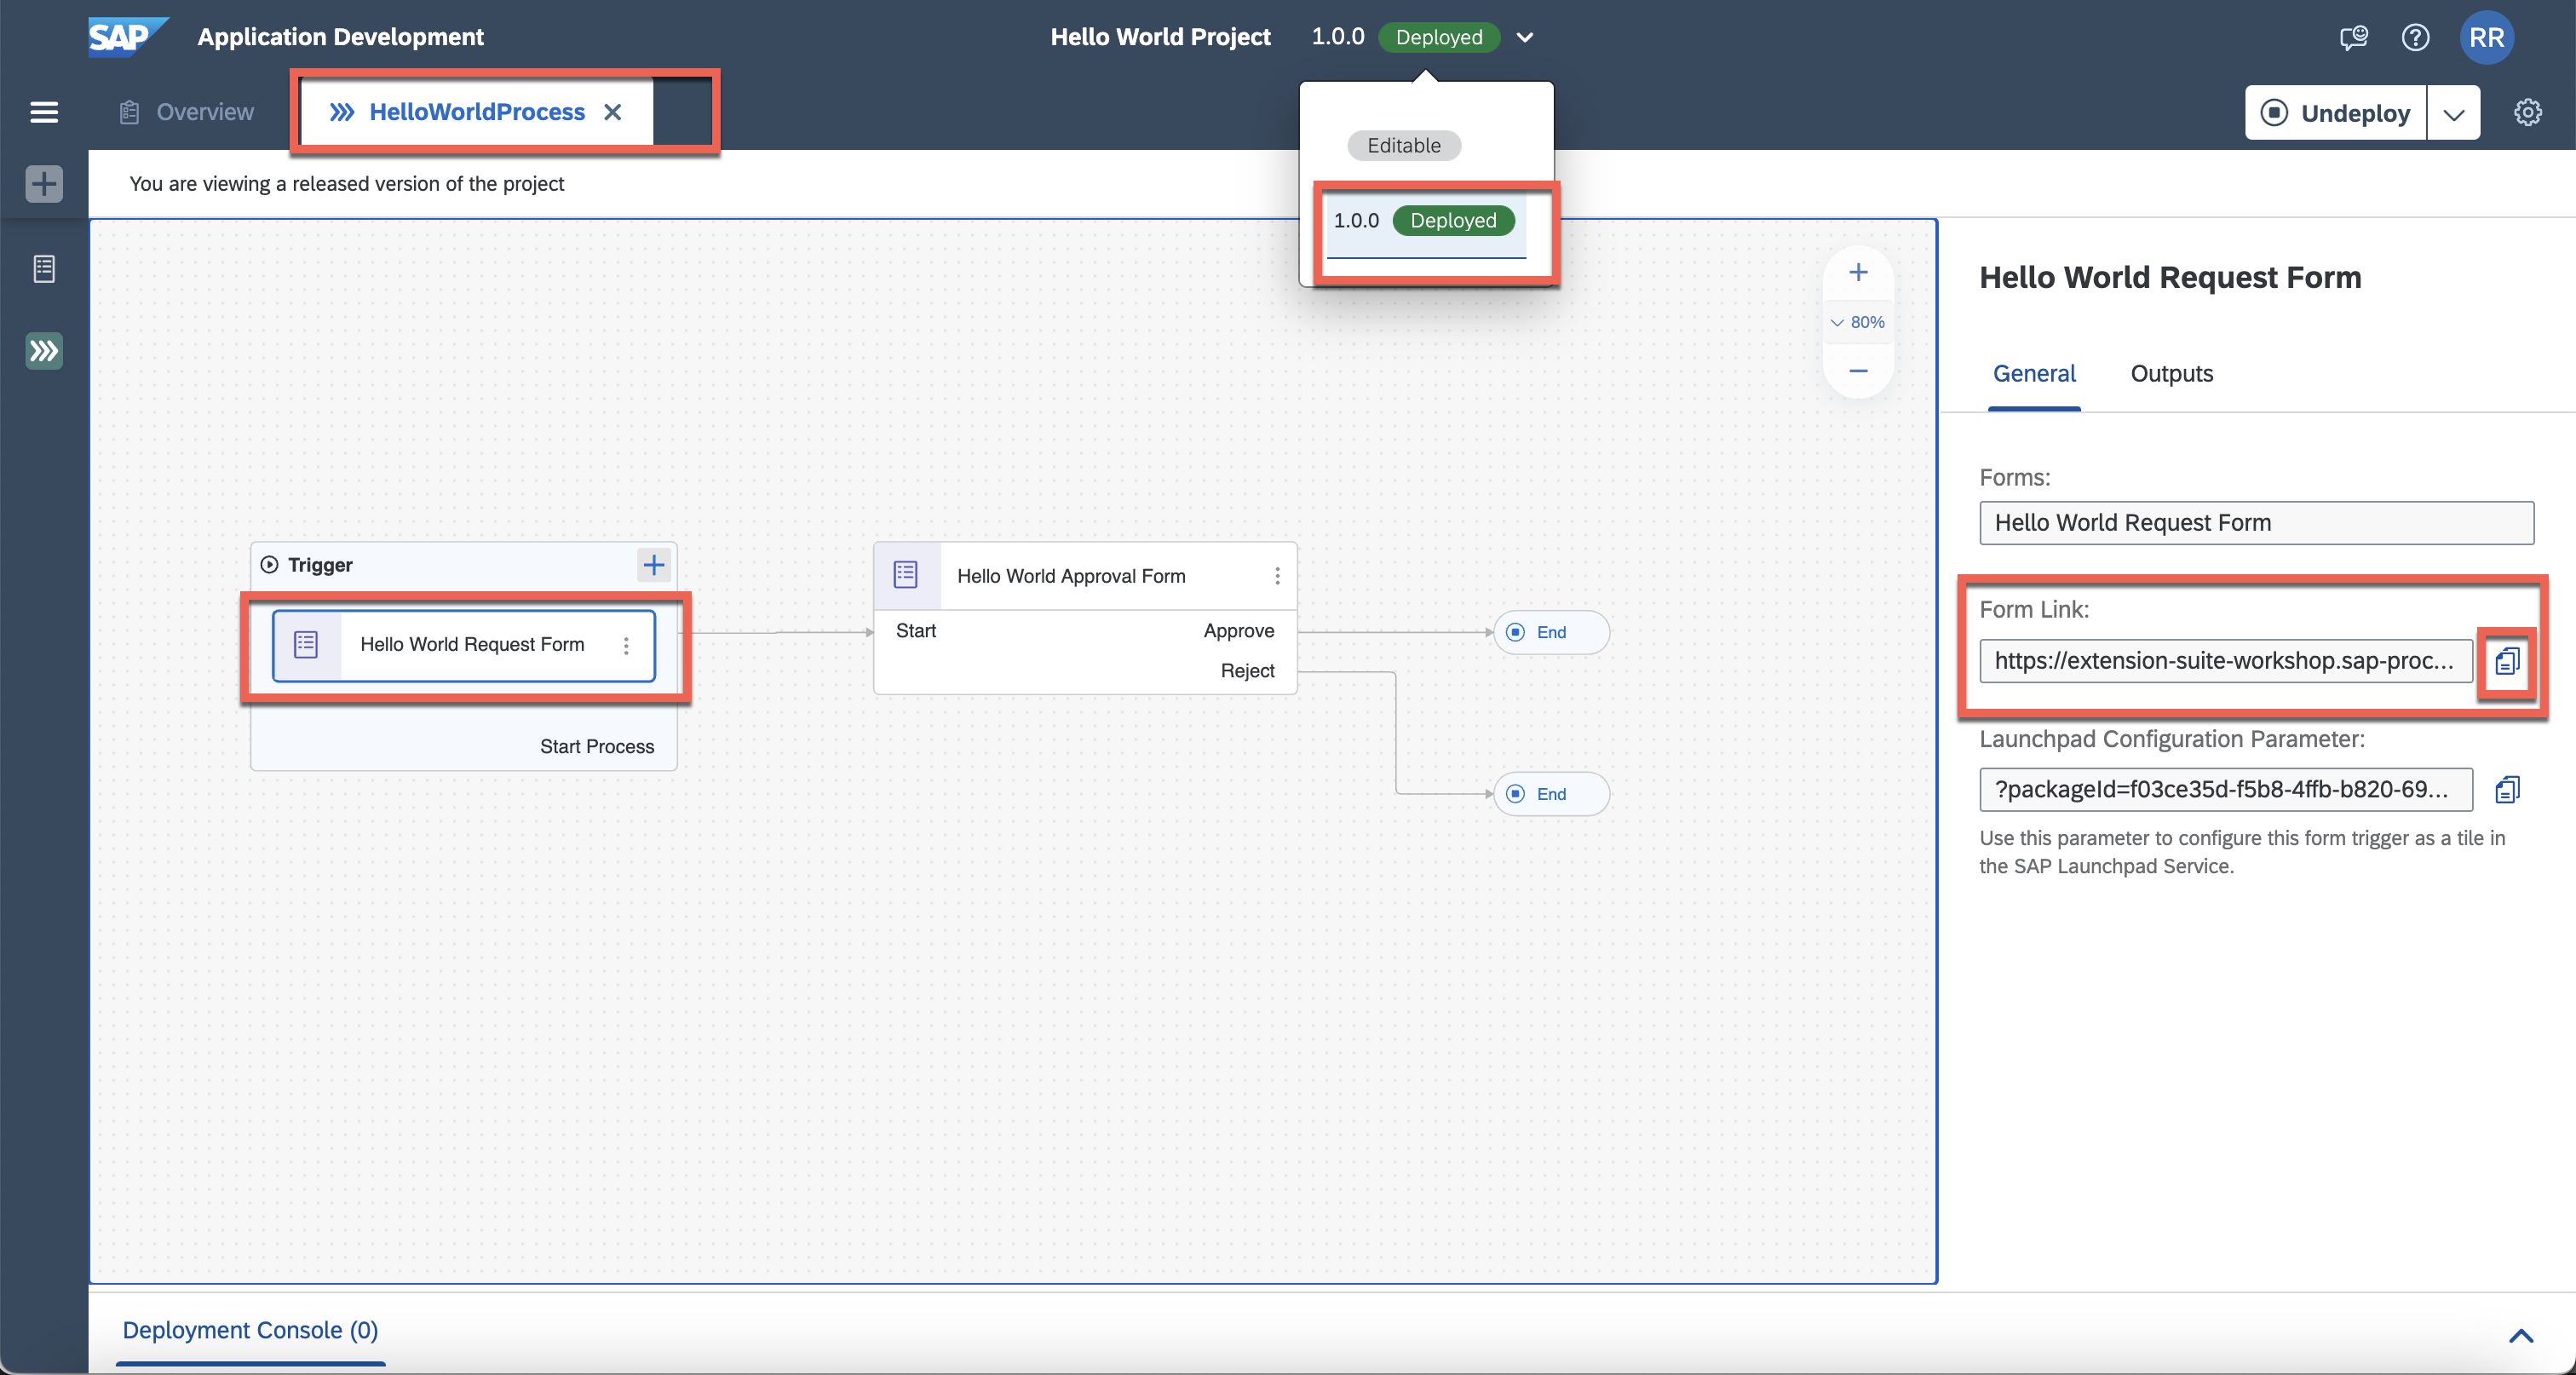 SAP Application Development
Hello World Project 1.0.0 Deployed
RR
Overview
HelloWorldProcess
Undeploy
Editable
1.0.0 Deployed
You are viewing a released version of the project
80%
Trigger
Hello World Request Form
Start Process
Hello World Approval Form
Start
Approve
Reject
End
End
Hello World Request Form
General Outputs
Forms:
Hello World Request Form
Form Link:
https://extension-suite-workshop.sap-proc...
Launchpad Configuration Parameter:
?packageId=f03ce35d-f5b8-4ffb-b820-69...
Use this parameter to configure this form trigger as a tile in
the SAP Launchpad Service.
Deployment Console (0)